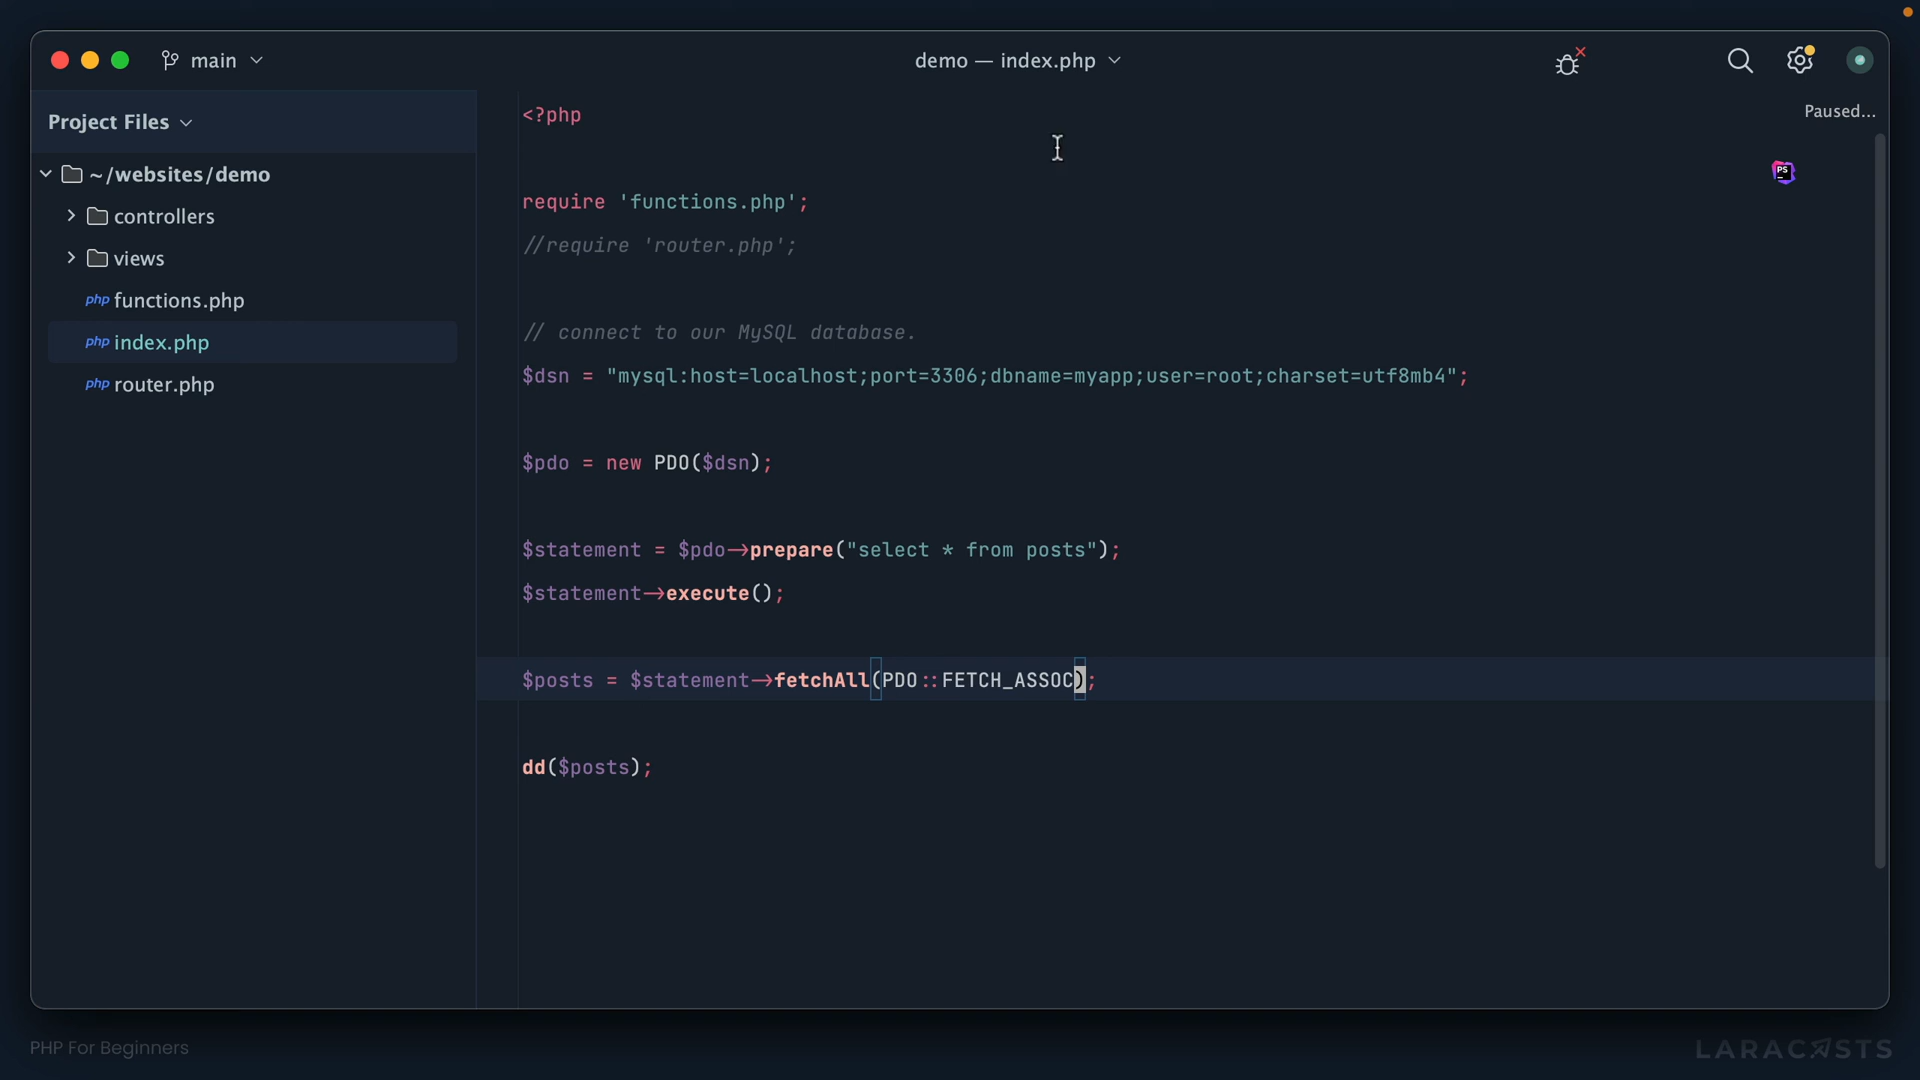 main
demo — index.php
Project Files
Paused...
~/websites/demo
controllers
views
php functions.php
php index.php
php router.php
<?php
require 'functions.php';
//require 'router.php';
// connect to our MySQL database.
$dsn = "mysql:host=localhost;port=3306;dbname=myapp;user=root;charset=utf8mb4";
$pdo = new PDO($dsn);
$statement = $pdo->prepare("select * from posts");
$statement->execute();
$posts = $statement->fetchAll(PDO::FETCH_ASSOC);
dd($posts);
PS
PHP For Beginners
LARACASTS